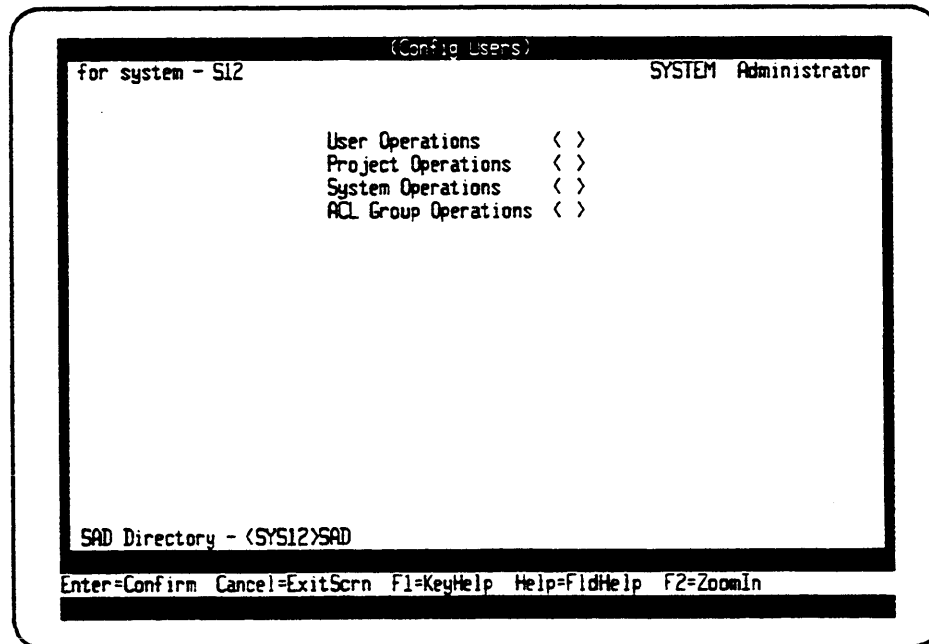 (Config Users)
for system - S12 SYSTEM Administrator
User Operations < >
Project Operations < >
System Operations < >
ACL Group Operations < >
SAD Directory - <SYS12>SAD
Enter=Confirm Cancel=ExitScrn F1=KeyHelp Help=FldHelp F2=ZoomIn